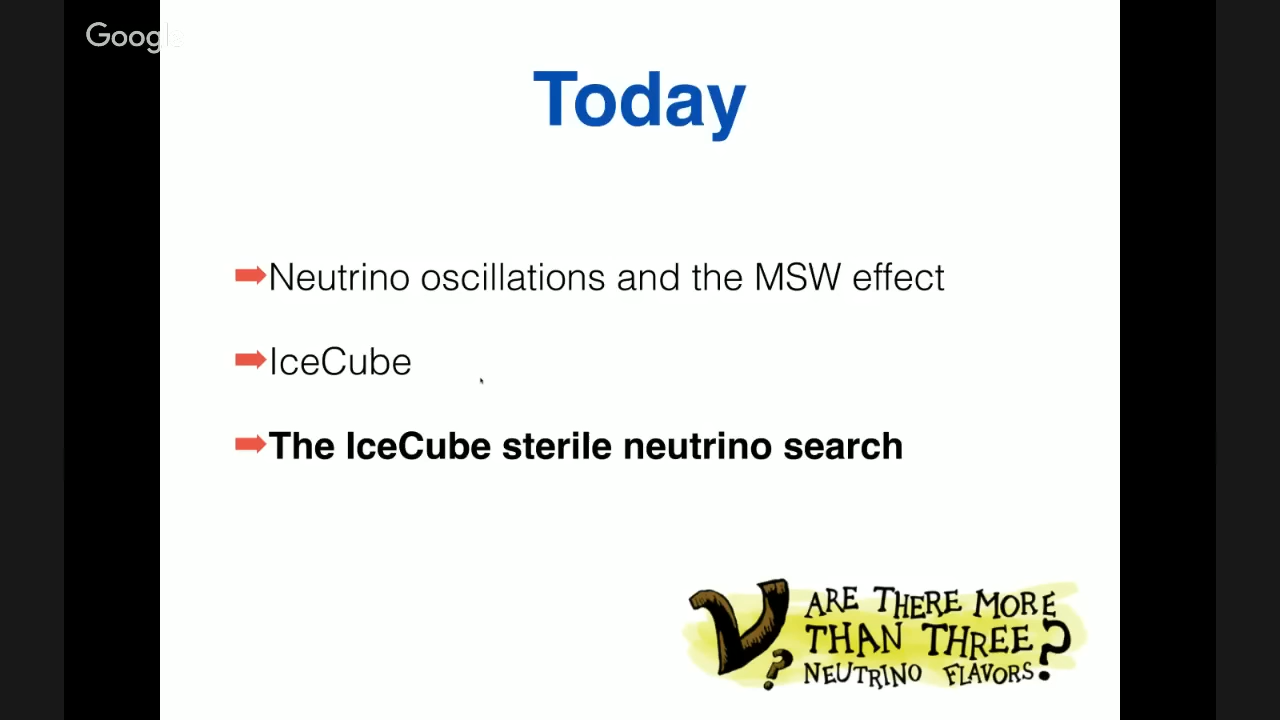 Google
Today
Neutrino oscillations and the MSW effect
IceCube
The IceCube sterile neutrino search
ν ARE THERE MORE
THAN THREE
? NEUTRINO FLAVORS?